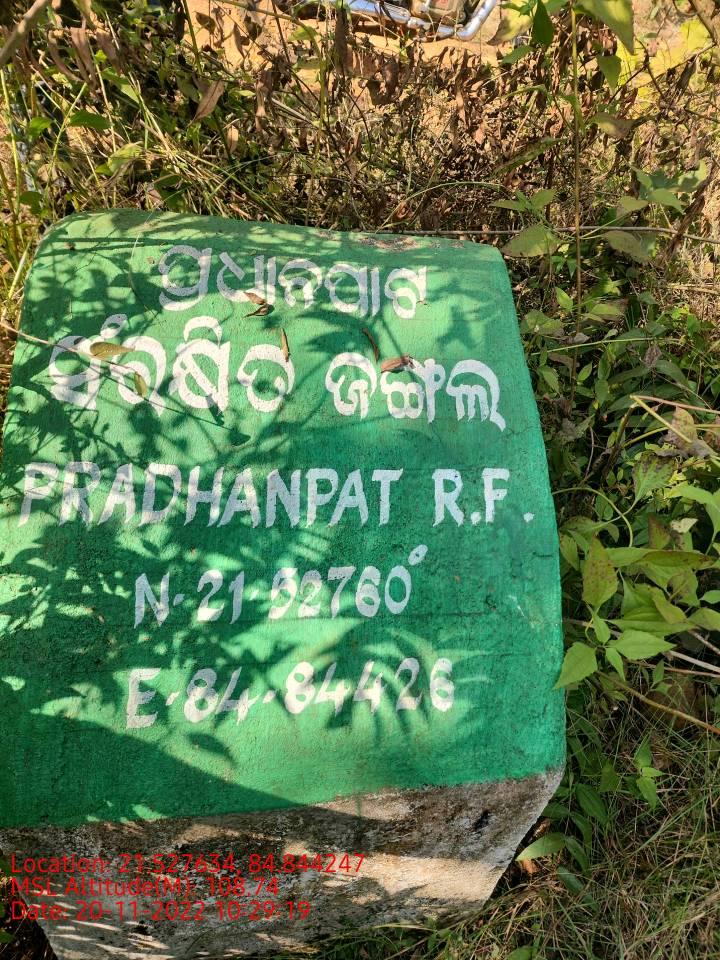 ପ୍ରଧାନପାଟ
ସଁରକ୍ଷିତ ଜଙ୍ଗଲ
PRADHANPAT R.F.
N-21-52760°
E-84-84426
Location: 21.527634, 84.844247
MSL Altitude(M): 108.74
Date: 20-11-2022 10:29:19